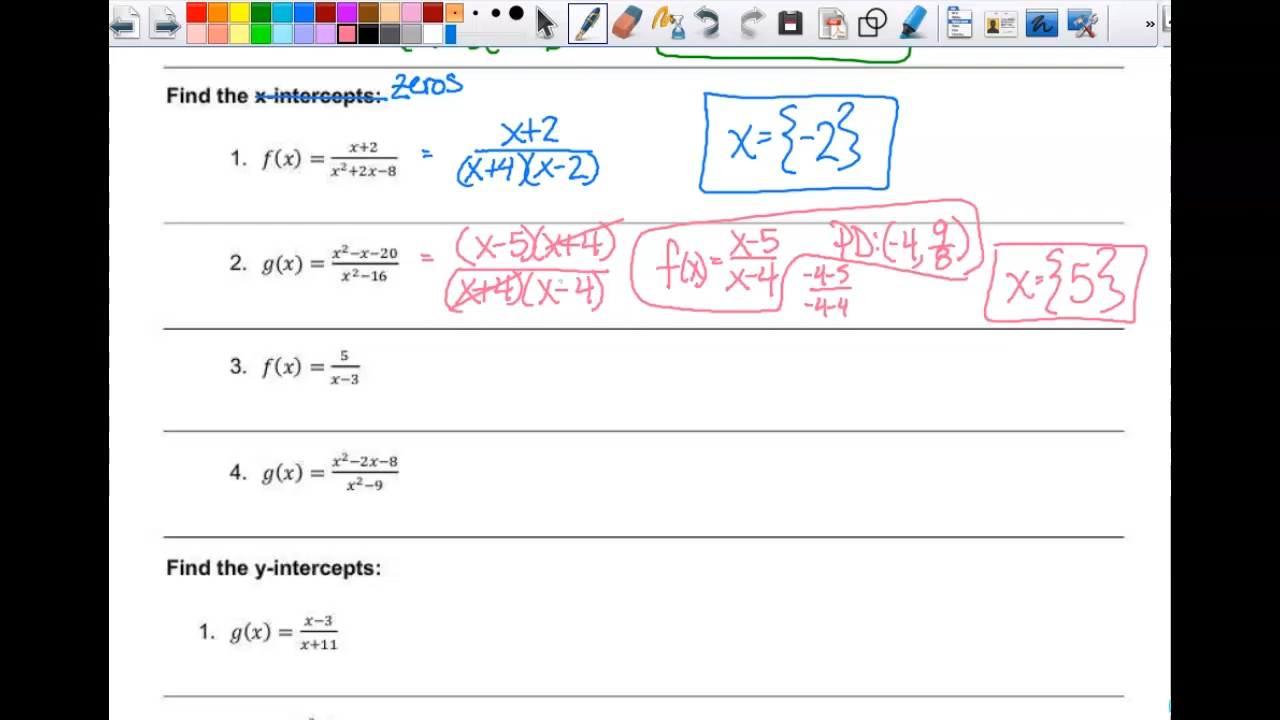 Find the x-intercepts: zeros
1. f(x) = x+2 / x²+2x−8 = x+2 / (x+4)(x-2) x={-2}
2. g(x) = x²−x−20 / x²−16 = (x-5)(x+4) / (x+4)(x-4) f(x)= x-5 / x-4 PD:(-4, 9/8) -4-5 / -4-4 x={5}
3. f(x) = 5 / x−3
4. g(x) = x²−2x−8 / x²−9
Find the y-intercepts:
1. g(x) = x−3 / x+11